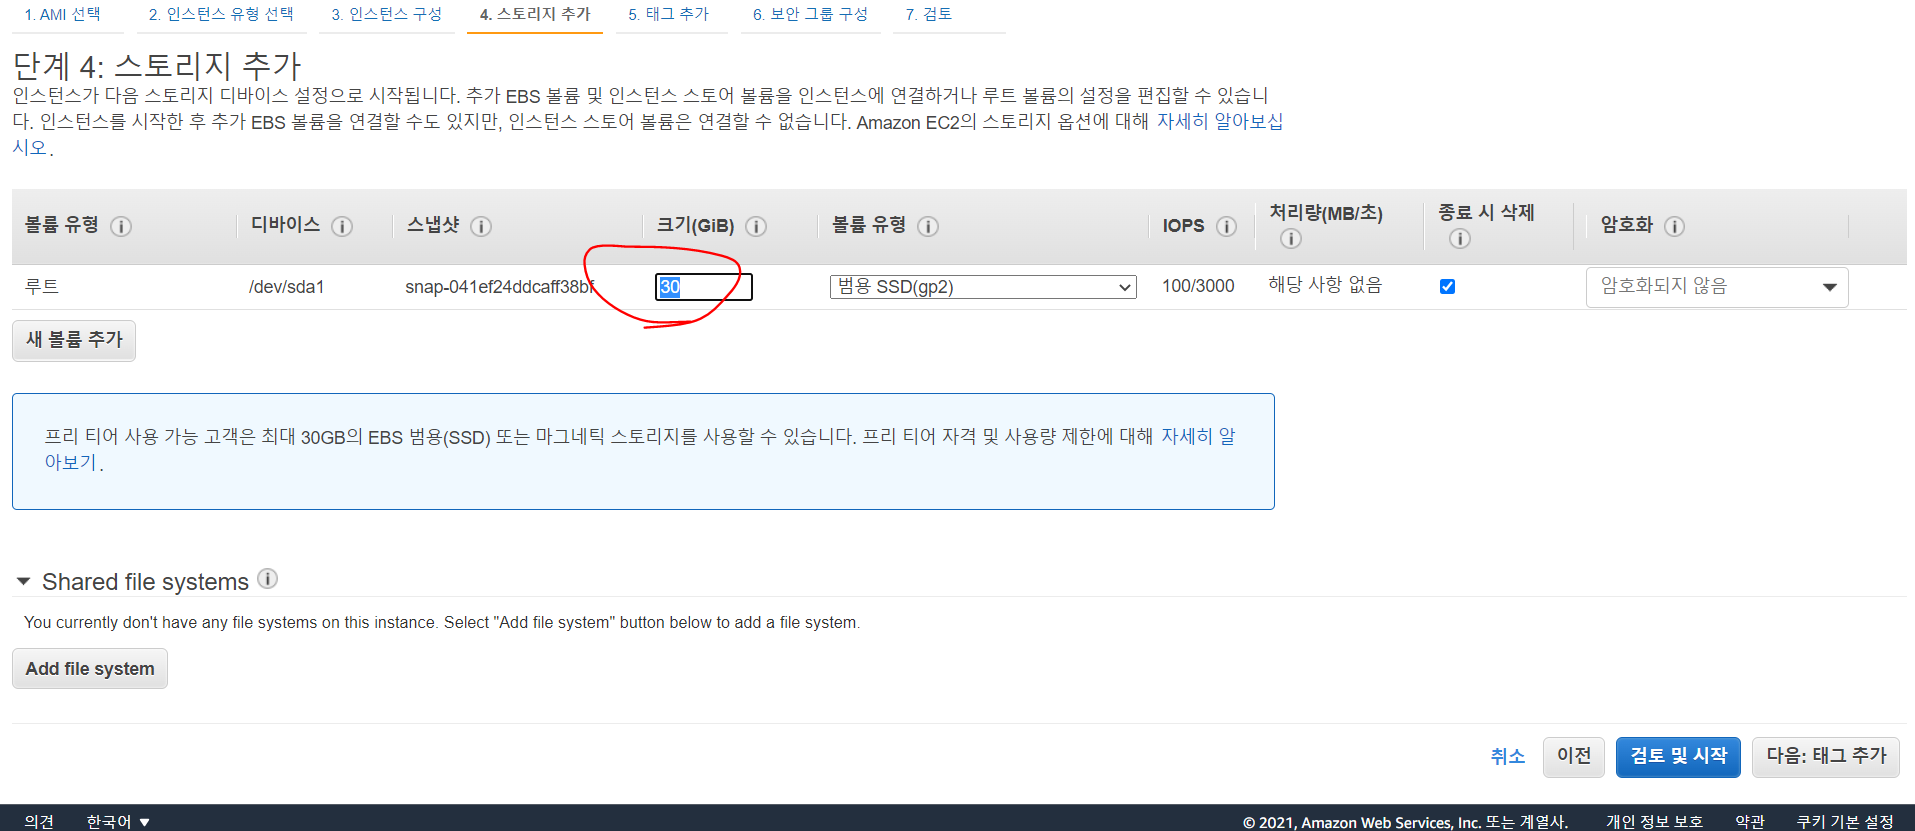 1. AMI 선택 2. 인스턴스 유형 선택 3. 인스턴스 구성 4. 스토리지 추가 5. 태그 추가 6. 보안 그룹 구성 7. 검토
단계 4: 스토리지 추가
인스턴스가 다음 스토리지 디바이스 설정으로 시작됩니다. 추가 EBS 볼륨 및 인스턴스 스토어 볼륨을 인스턴스에 연결하거나 루트 볼륨의 설정을 편집할 수 있습니
다. 인스턴스를 시작한 후 추가 EBS 볼륨을 연결할 수도 있지만, 인스턴스 스토어 볼륨은 연결할 수 없습니다. Amazon EC2의 스토리지 옵션에 대해 자세히 알아보십
시오.
볼륨 유형 디바이스 스냅샷 크기(GiB) 볼륨 유형 IOPS 처리량(MB/초) 종료 시 삭제 암호화
루트 /dev/sda1 snap-041ef24ddcaff38bf 30 범용 SSD(gp2) 100/3000 해당 사항 없음 암호화되지 않음
새 볼륨 추가
프리 티어 사용 가능 고객은 최대 30GB의 EBS 범용(SSD) 또는 마그네틱 스토리지를 사용할 수 있습니다. 프리 티어 자격 및 사용량 제한에 대해 자세히 알
아보기.
Shared file systems
You currently don't have any file systems on this instance. Select "Add file system" button below to add a file system.
Add file system
취소 이전 검토 및 시작 다음: 태그 추가
의견 한국어 © 2021, Amazon Web Services, Inc. 또는 계열사. 개인 정보 보호 약관 쿠키 기본 설정